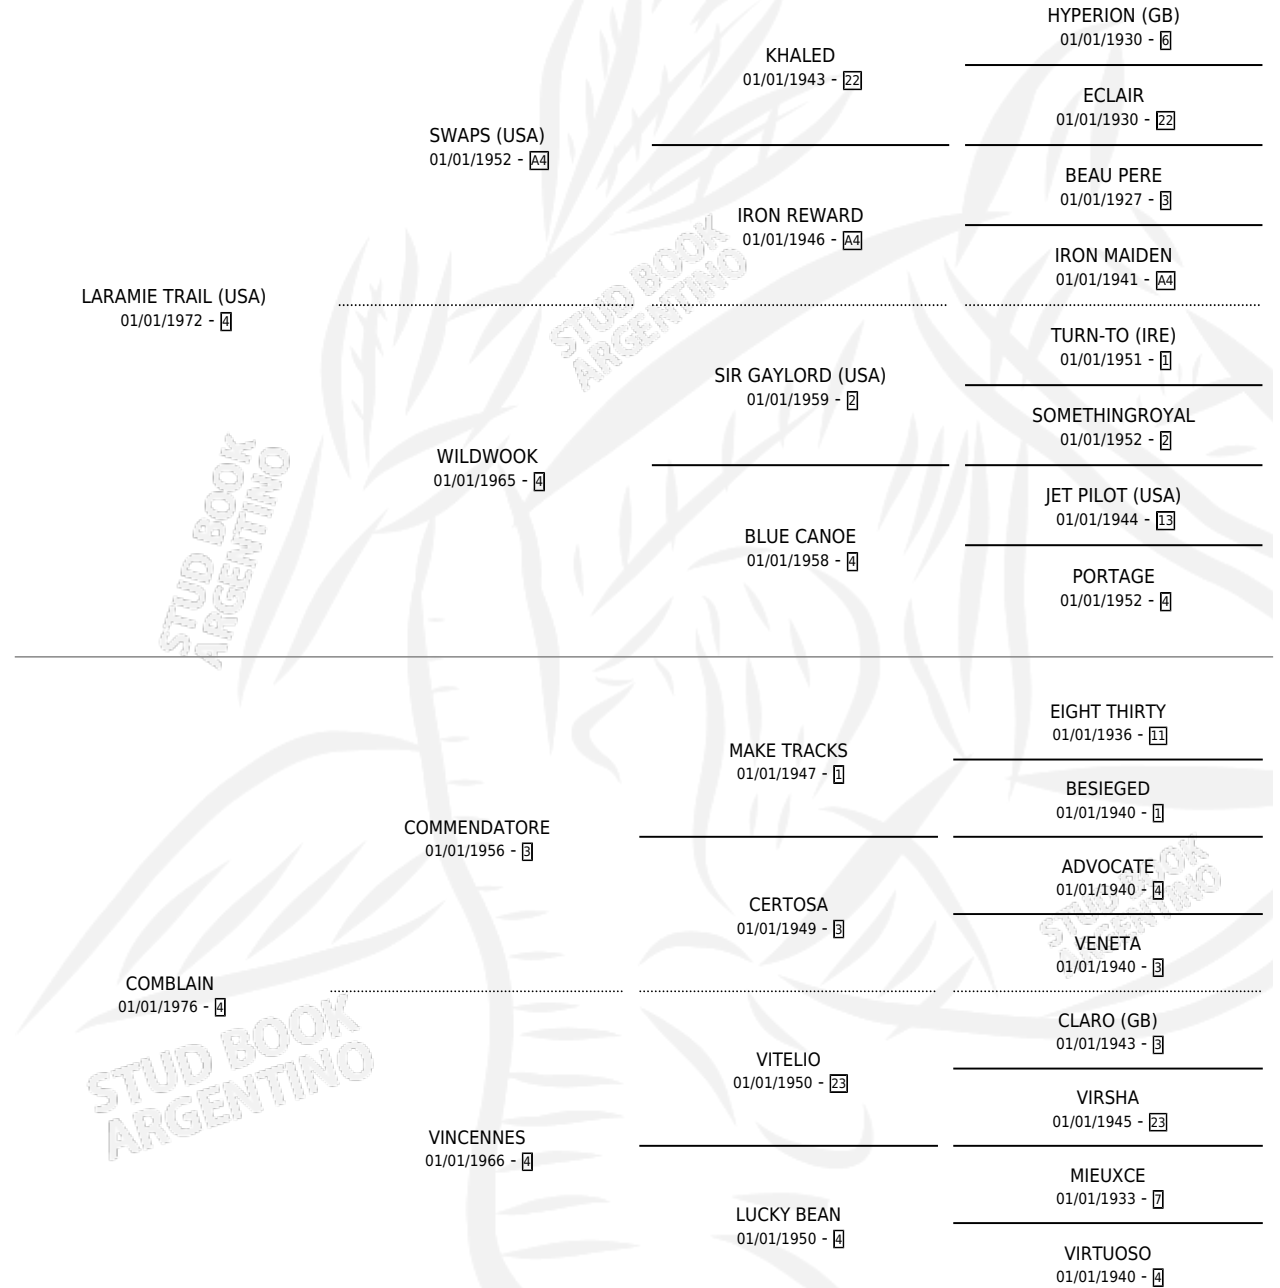 HYPERION (GB)
01/01/1930 - 6
KHALED
01/01/1943 - 22
ECLAIR
01/01/1930 - 22
SWAPS (USA)
01/01/1952 - A4
BEAU PERE
01/01/1927 - 3
IRON REWARD
01/01/1946 - A4
IRON MAIDEN
01/01/1941 - A4
LARAMIE TRAIL (USA)
01/01/1972 - 4
TURN-TO (IRE)
01/01/1951 - 1
SIR GAYLORD (USA)
01/01/1959 - 2
SOMETHINGROYAL
01/01/1952 - 2
WILDWOOK
01/01/1965 - 4
JET PILOT (USA)
01/01/1944 - 13
BLUE CANOE
01/01/1958 - 4
PORTAGE
01/01/1952 - 4
EIGHT THIRTY
01/01/1936 - 11
MAKE TRACKS
01/01/1947 - 1
BESIEGED
01/01/1940 - 1
COMMENDATORE
01/01/1956 - 3
ADVOCATE
01/01/1940 - 4
CERTOSA
01/01/1949 - 3
VENETA
01/01/1940 - 3
COMBLAIN
01/01/1976 - 4
CLARO (GB)
01/01/1943 - 3
VITELIO
01/01/1950 - 23
VIRSHA
01/01/1945 - 23
VINCENNES
01/01/1966 - 4
MIEUXCE
01/01/1933 - 7
LUCKY BEAN
01/01/1950 - 4
VIRTUOSO
01/01/1940 - 4
STUD BOOK
ARGENTINO
STUD BOOK
ARGENTINO
STUD BOOK
ARGENTINO
STUD BOOK
ARGENTINO